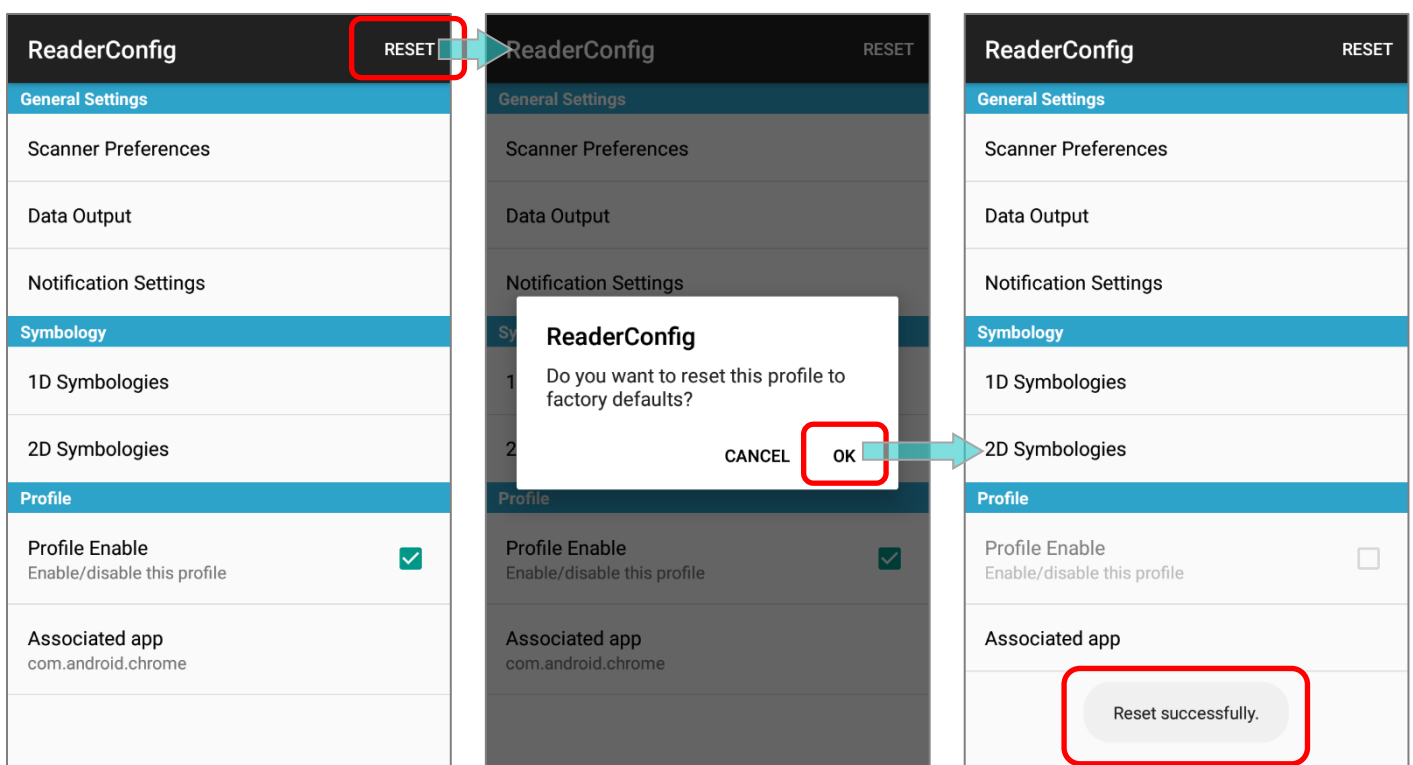 ReaderConfig RESET
General Settings
Scanner Preferences
Data Output
Notification Settings
Symbology
1D Symbologies
2D Symbologies
Profile
Profile Enable
Enable/disable this profile
Associated app
com.android.chrome
ReaderConfig RESET
General Settings
Scanner Preferences
Data Output
Notification Settings
Sy
1
2
ReaderConfig
Do you want to reset this profile to
factory defaults?
CANCEL OK
Profile
Profile Enable
Enable/disable this profile
Associated app
com.android.chrome
ReaderConfig RESET
General Settings
Scanner Preferences
Data Output
Notification Settings
Symbology
1D Symbologies
2D Symbologies
Profile
Profile Enable
Enable/disable this profile
Associated app
Reset successfully.